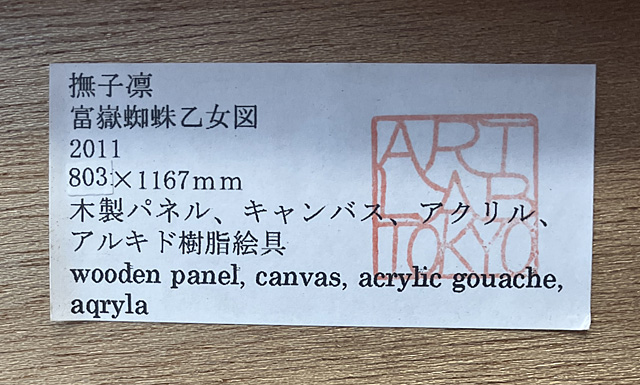 撫子凛
富嶽蜘蛛乙女図
2011
803×1167mm
木製パネル、キャンバス、アクリル、
アルキド樹脂絵具
wooden panel, canvas, acrylic gouache,
aqryla
ART
LAB
TOKYO